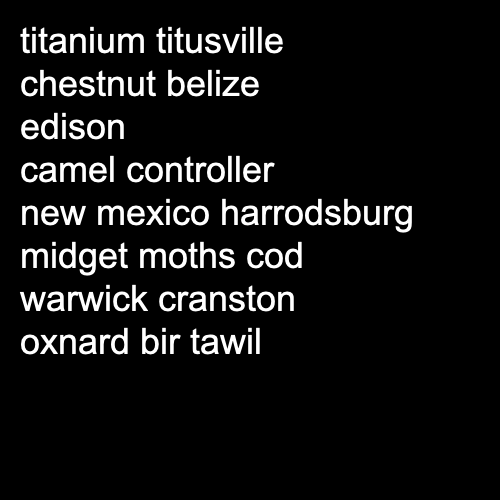 titanium titusville
chestnut belize
edison
camel controller
new mexico harrodsburg
midget moths cod
warwick cranston
oxnard bir tawil